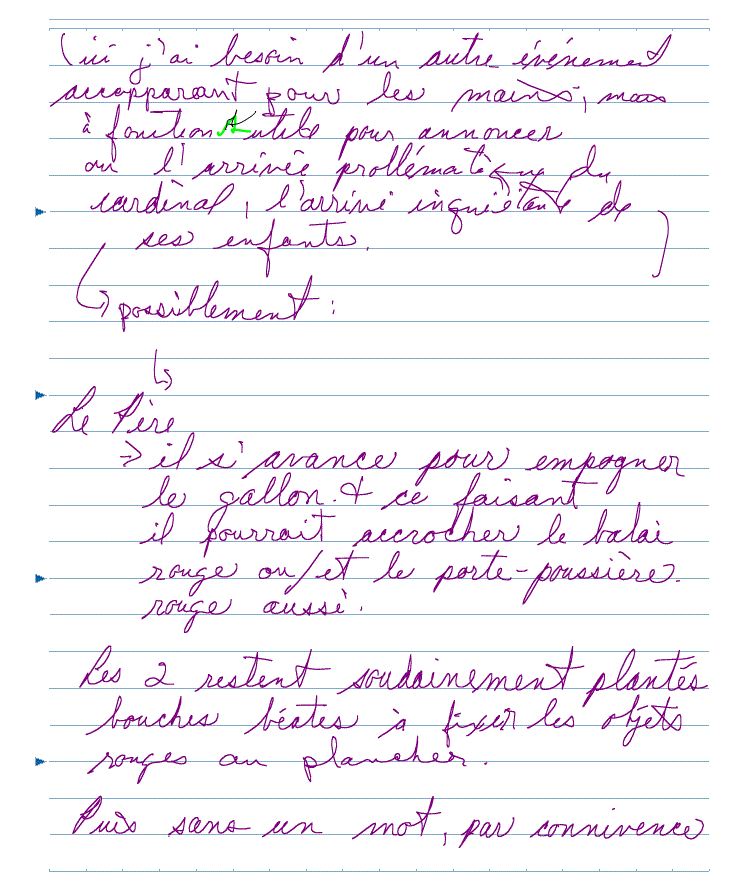 (ici j'ai besoin d'un autre événement
accapparant pour les mains, mais
à fonction utile pour annoncer
ou l'arrivée problématique du
cardinal, l'arrivé inquiétante de
ses enfants.
↳ possiblement :
↳
Le Père
→ il s'avance pour empogner
le gallon. & ce faisant
il pourrait accrocher le balai
rouge ou/et le porte-poussière.
rouge aussi.
Les 2 restent soudainement plantés
bouches béates à fixer les objets
rouges au plancher.
Puis sans un mot, par connivence